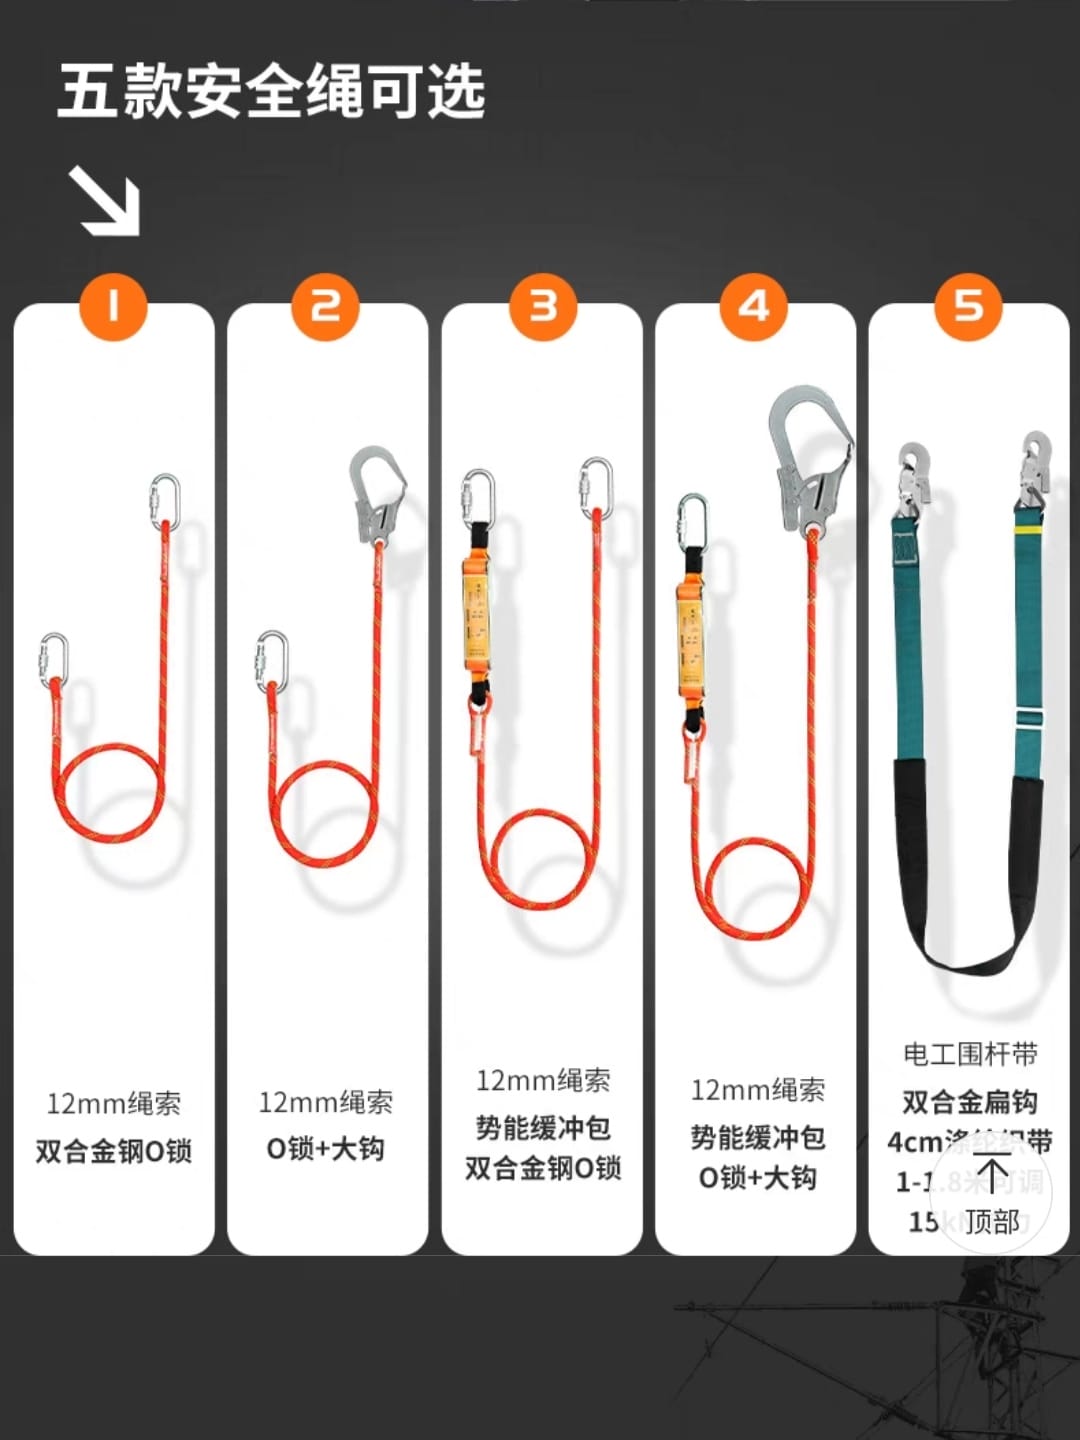 五款安全绳可选
1
2
3
4
5
12mm绳索
双合金钢O锁
12mm绳索
O锁+大钩
12mm绳索
势能缓冲包
双合金钢O锁
12mm绳索
势能缓冲包
O锁+大钩
电工围杆带
双合金扁钩
4cm涤纶织带
1-1.8米可调
15kN
顶部